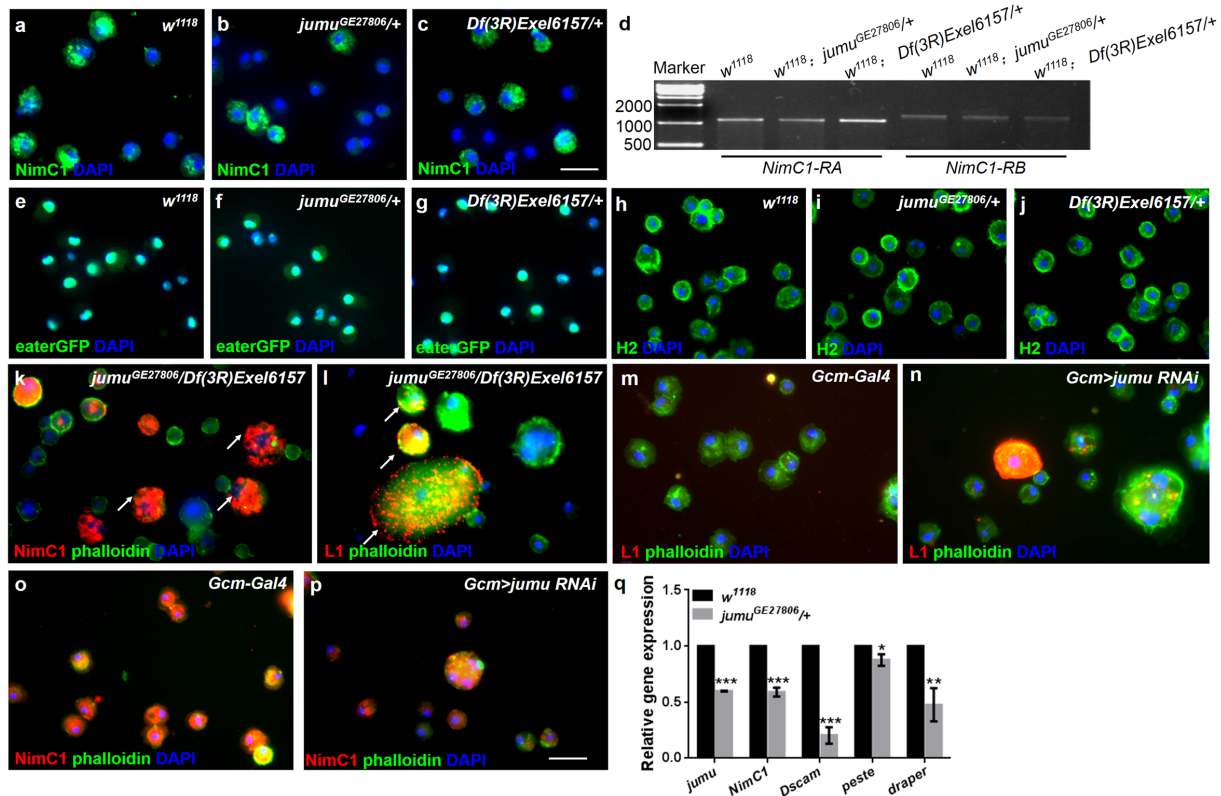 a w1118
NimC1 DAPI
b jumuGE27806/+
NimC1 DAPI
c Df(3R)Exel6157/+
NimC1 DAPI
d
Marker w1118 w1118; jumuGE27806/+ w1118; Df(3R)Exel6157/+ w1118 w1118; jumuGE27806/+ w1118; Df(3R)Exel6157/+
2000
1000
500
NimC1-RA NimC1-RB
e w1118
eaterGFP DAPI
f jumuGE27806/+
eaterGFP DAPI
g Df(3R)Exel6157/+
eaterGFP DAPI
h w1118
H2 DAPI
i jumuGE27806/+
H2 DAPI
j Df(3R)Exel6157/+
H2 DAPI
k jumuGE27806/Df(3R)Exel6157
NimC1 phalloidin DAPI
l jumuGE27806/Df(3R)Exel6157
L1 phalloidin DAPI
m Gcm-Gal4
L1 phalloidin DAPI
n Gcm>jumu RNAi
L1 phalloidin DAPI
o Gcm-Gal4
NimC1 phalloidin DAPI
p Gcm>jumu RNAi
NimC1 phalloidin DAPI
q
w1118
jumuGE27806/+
Relative gene expression
1.5
1.0
0.5
0.0
*** *** *** * **
jumu NimC1 Dscam peste draper